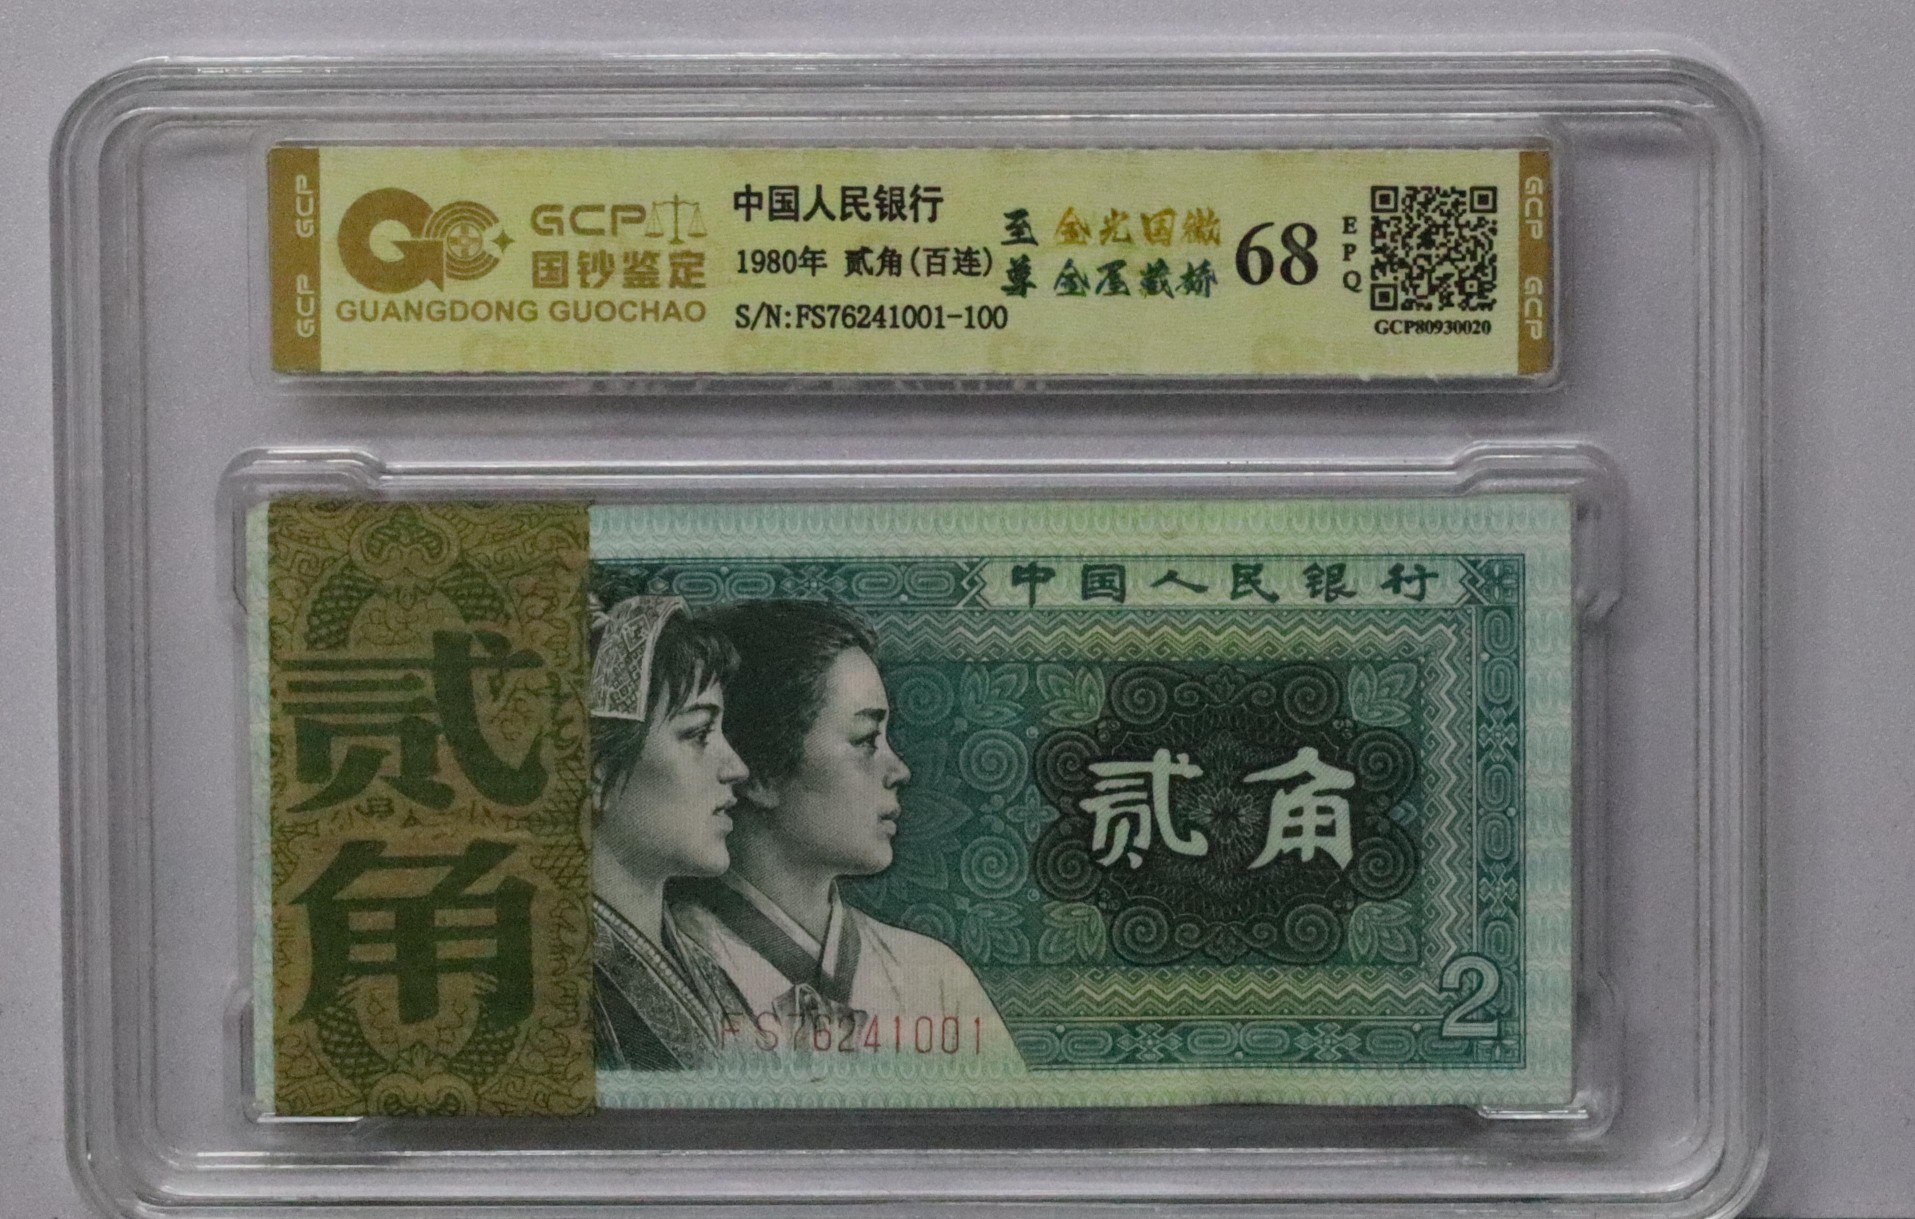 GCP
GCP
GCP
国钞鉴定
GUANGDONG GUOCHAO
中国人民银行
1980年 贰角(百连)
S/N:FS76241001-100
至尊
金光国徽
金屋藏娇
68
EPQ
GCP80930020
GCP
GCP
贰角
中国人民银行
贰角
2
FS76241001